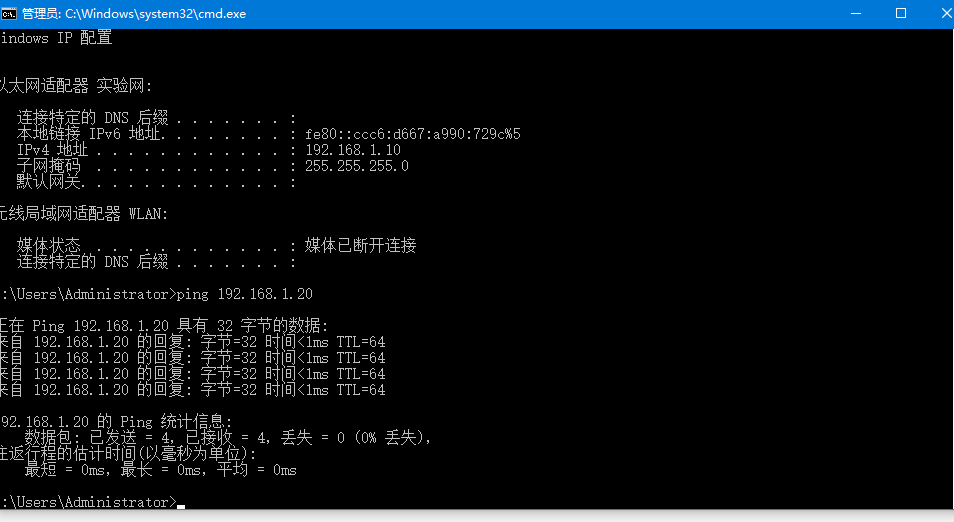 管理员: C:\Windows\system32\cmd.exe
indows IP 配置
以太网适配器 实验网:
连接特定的 DNS 后缀 . . . . . . . :
本地链接 IPv6 地址. . . . . . . . : fe80::ccc6:d667:a990:729c%5
IPv4 地址 . . . . . . . . . . . . : 192.168.1.10
子网掩码 . . . . . . . . . . . . : 255.255.255.0
默认网关. . . . . . . . . . . . . :
无线局域网适配器 WLAN:
媒体状态 . . . . . . . . . . . . : 媒体已断开连接
连接特定的 DNS 后缀 . . . . . . . :
:\Users\Administrator>ping 192.168.1.20
正在 Ping 192.168.1.20 具有 32 字节的数据:
来自 192.168.1.20 的回复: 字节=32 时间<1ms TTL=64
来自 192.168.1.20 的回复: 字节=32 时间<1ms TTL=64
来自 192.168.1.20 的回复: 字节=32 时间<1ms TTL=64
来自 192.168.1.20 的回复: 字节=32 时间<1ms TTL=64
92.168.1.20 的 Ping 统计信息:
数据包: 已发送 = 4, 已接收 = 4, 丢失 = 0 (0% 丢失),
往返行程的估计时间(以毫秒为单位):
最短 = 0ms, 最长 = 0ms, 平均 = 0ms
:\Users\Administrator>